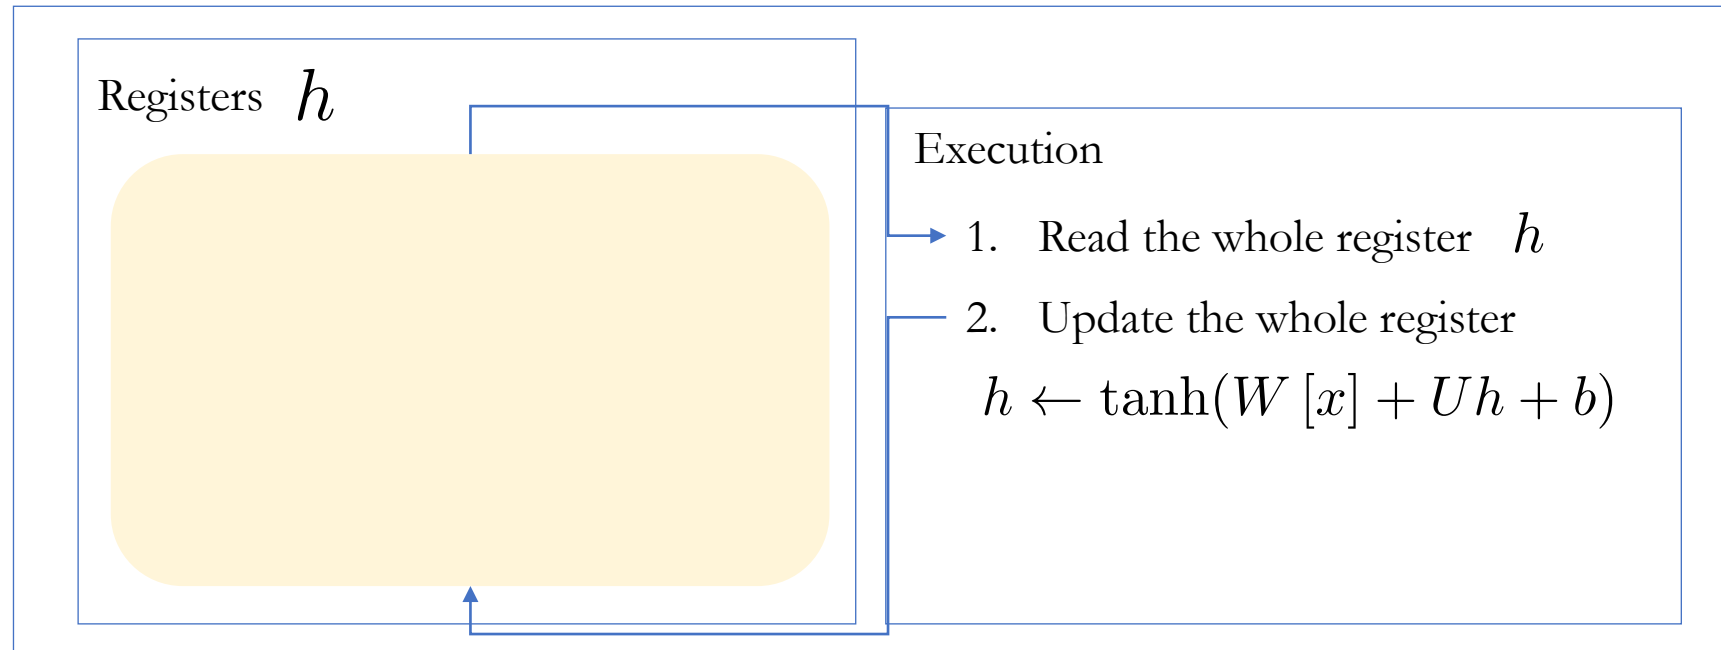 Registers h
Execution
1. Read the whole register h
2. Update the whole register
h ← tanh(W [x] + Uh + b)